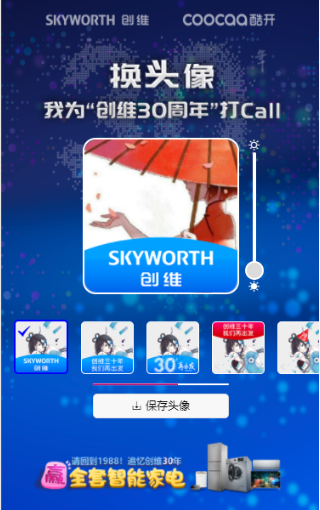 SKYWORTH 创维 COOCAA 酷开
换头像
我为“创维30周年”打Call
SKYWORTH
创维
SKYWORTH
创维
创维三十年
我们再出发
30 再出发
创维三十年
我们再出发
保存头像
请回到1988！追忆创维30年
赢 全套智能家电